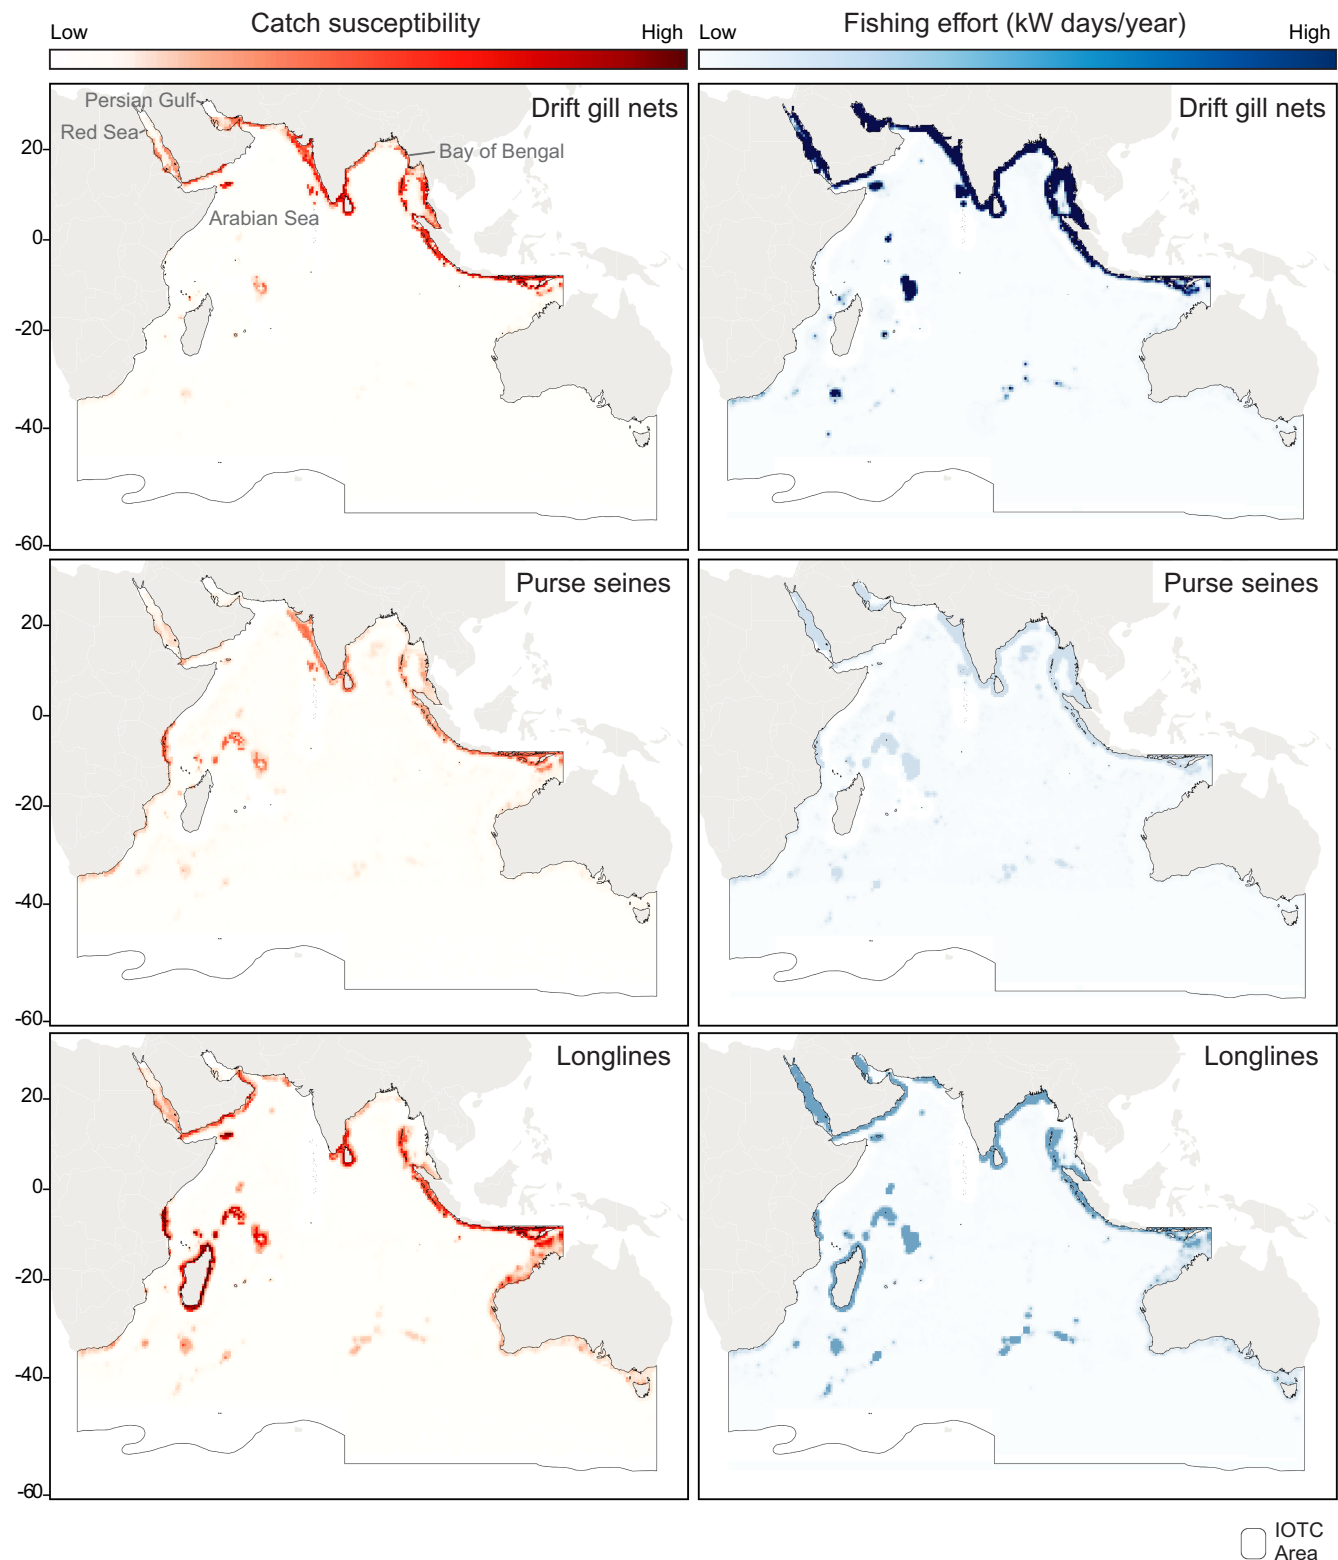 Catch susceptibility
Low
High
Fishing effort (kW days/year)
Low
High
Drift gill nets
Persian Gulf
Red Sea
Bay of Bengal
Arabian Sea
20
0
-20
-40
-60
Drift gill nets
Purse seines
20
0
-20
-40
-60
Purse seines
Longlines
20
0
-20
-40
-60
Longlines
IOTC
Area